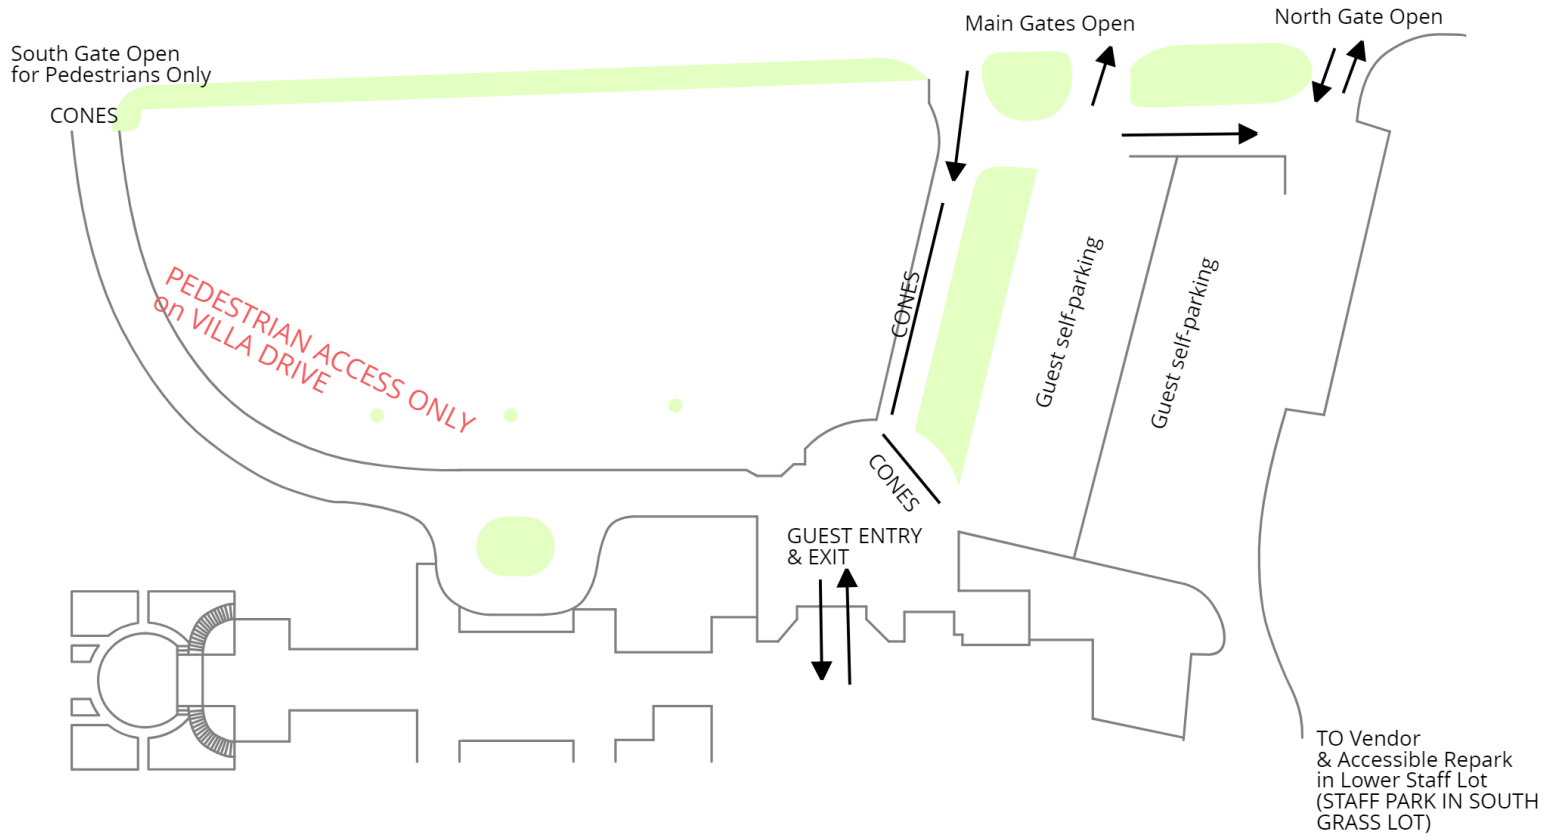 Main Gates Open
North Gate Open
South Gate Open
for Pedestrians Only
CONES
PEDESTRIAN ACCESS ONLY
on VILLA DRIVE
CONES
Guest self-parking
Guest self-parking
CONES
GUEST ENTRY
& EXIT
TO Vendor
& Accessible Repark
in Lower Staff Lot
(STAFF PARK IN SOUTH
GRASS LOT)